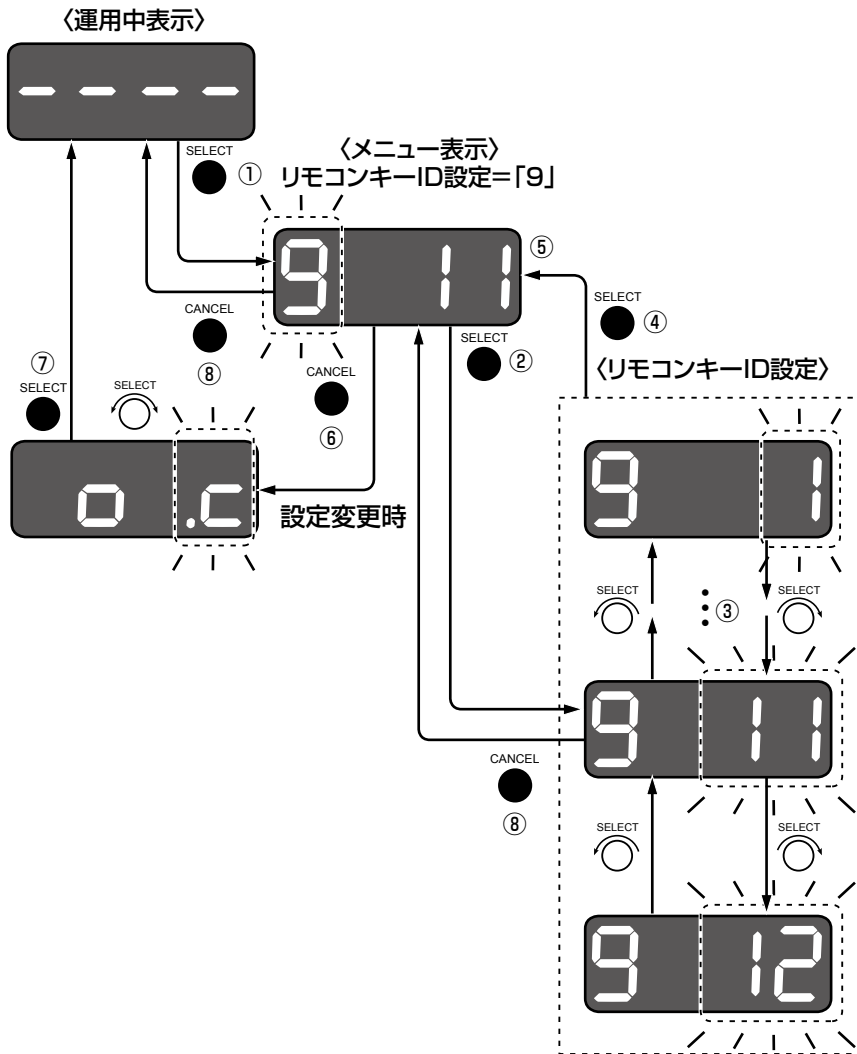 〈運用中表示〉
- - - -
SELECT
①
〈メニュー表示〉
リモコンキーID設定=「9」
9 11
⑤
CANCEL
⑧
SELECT
②
SELECT
④
⑦
SELECT
SELECT
CANCEL
⑥
o .c
設定変更時
〈リモコンキーID設定〉
9 1
SELECT
③
SELECT
9 11
CANCEL
⑧
SELECT
SELECT
9 12